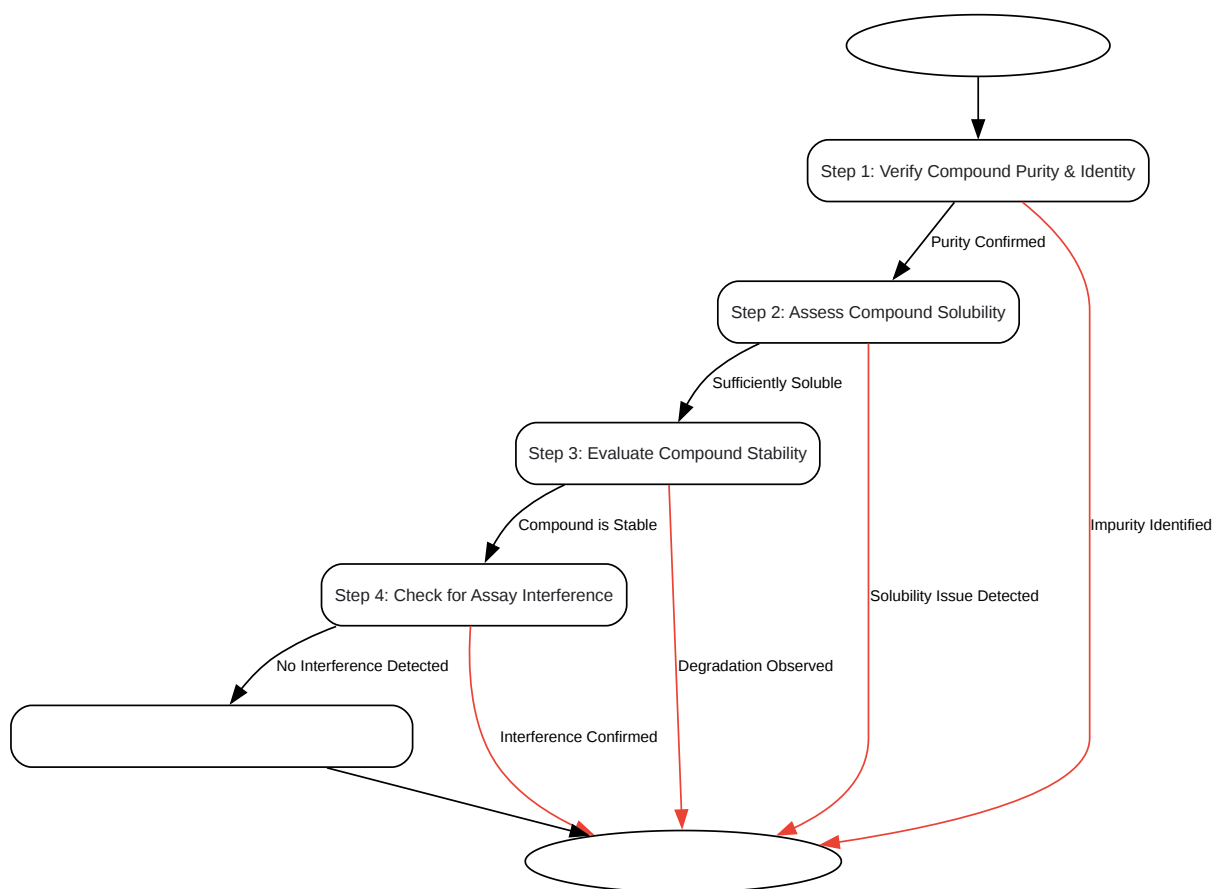 Step 1: Verify Compound Purity & Identity
Purity Confirmed
Step 2: Assess Compound Solubility
Sufficiently Soluble
Step 3: Evaluate Compound Stability
Compound is Stable
Impurity Identified
Step 4: Check for Assay Interference
Solubility Issue Detected
No Interference Detected
Degradation Observed
Interference Confirmed